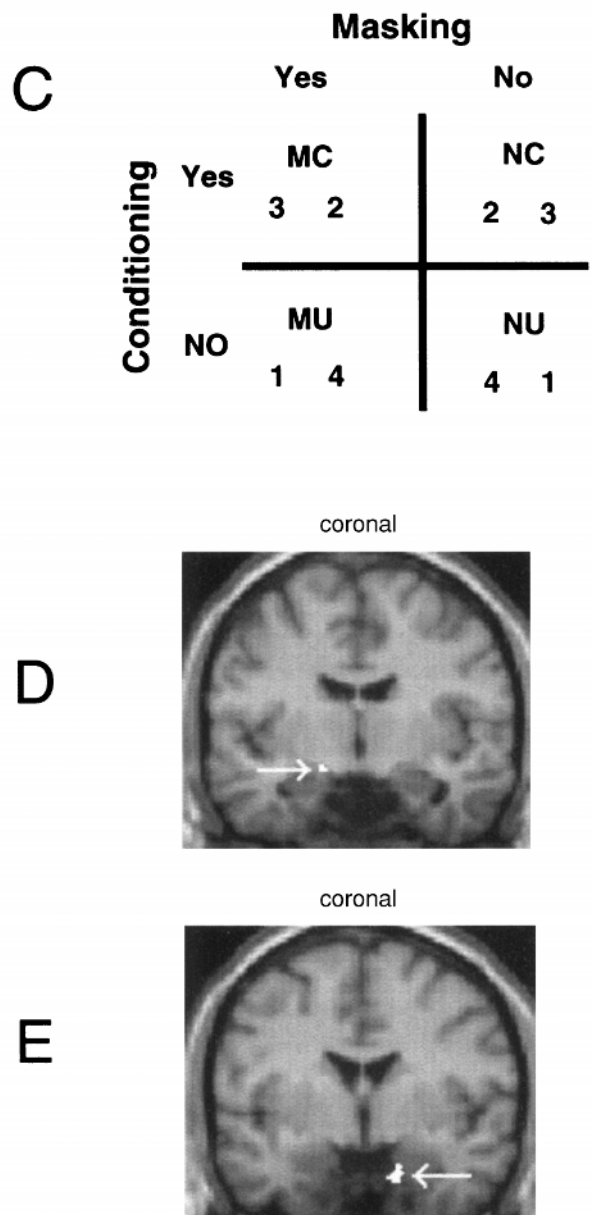 Masking
C
Yes No
MC NC
Yes
3 2 2 3
Conditioning
MU NU
NO
1 4 4 1
coronal
D
coronal
E